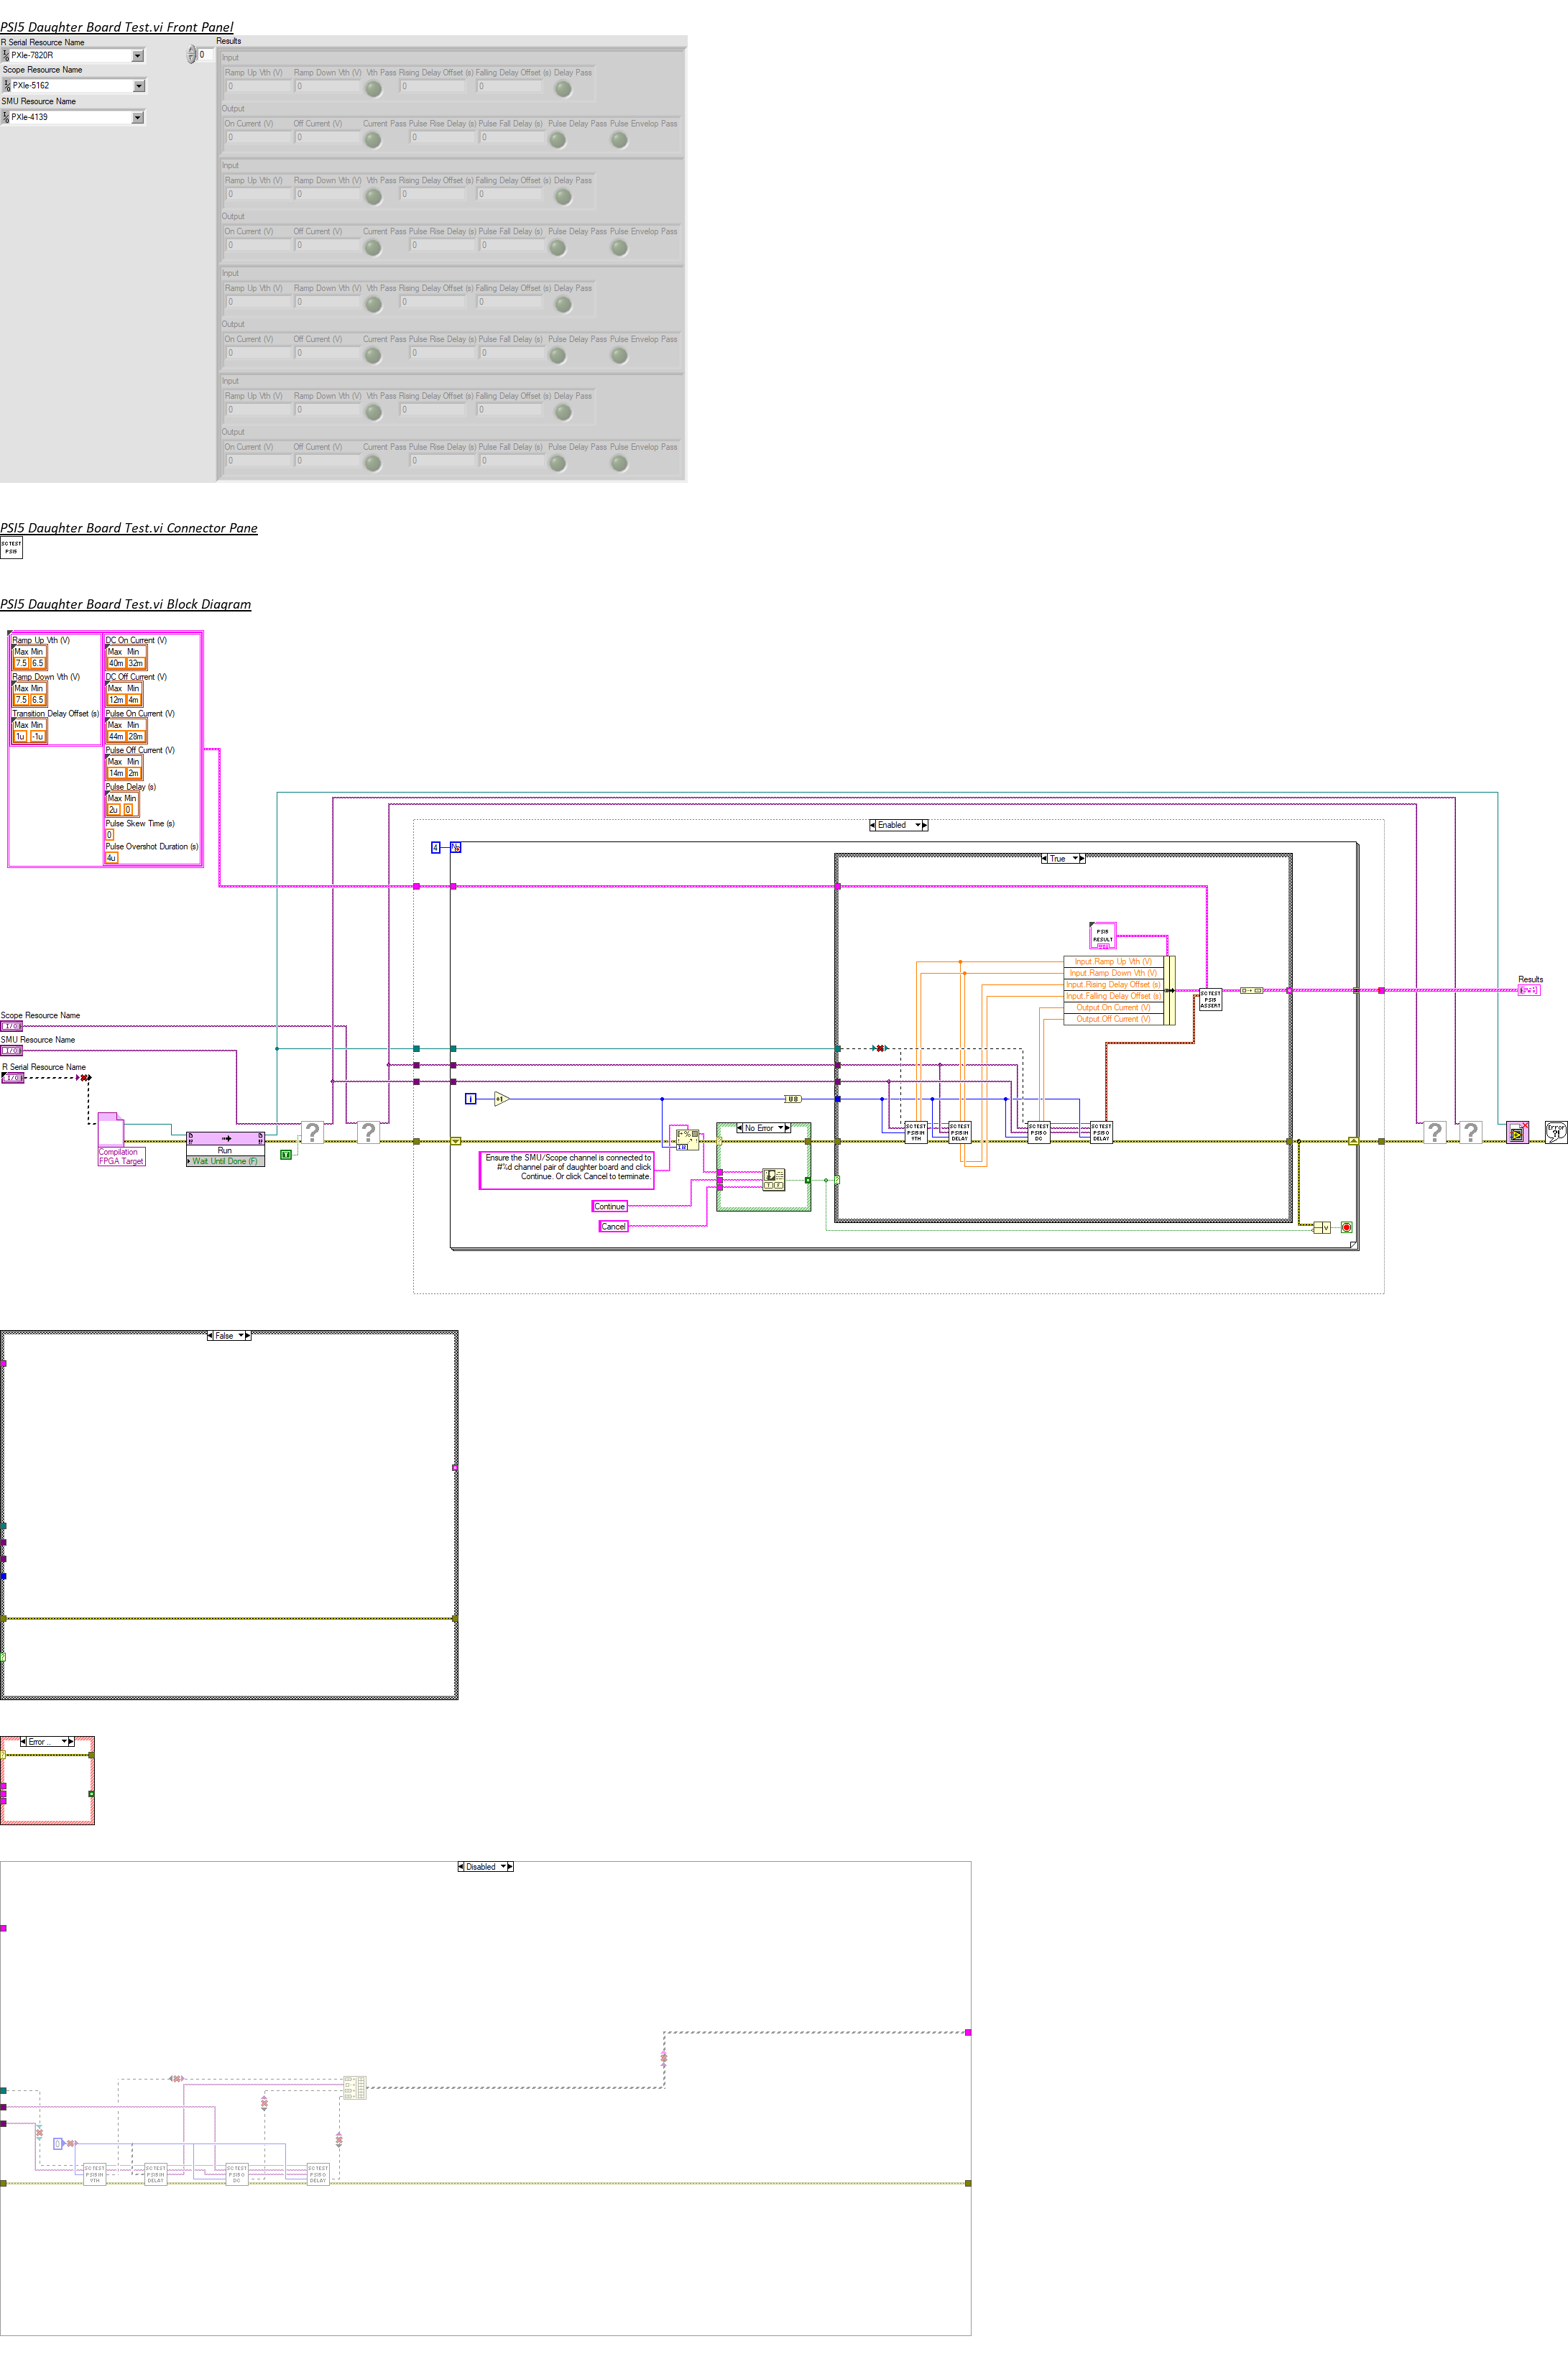 PSI5 Daughter Board Test.vi Front Panel
R Serial Resource Name
PXIe-7820R
Scope Resource Name
PXIe-5162
SMU Resource Name
PXIe-4139
0
Results
Input
Ramp Up Vth (V) Ramp Down Vth (V) Vth Pass Rising Delay Offset (s) Falling Delay Offset (s) Delay Pass
0 0 0 0
Output
On Current (V) Off Current (V) Current Pass Pulse Rise Delay (s) Pulse Fall Delay (s) Pulse Delay Pass Pulse Envelop Pass
0 0 0 0
Input
Ramp Up Vth (V) Ramp Down Vth (V) Vth Pass Rising Delay Offset (s) Falling Delay Offset (s) Delay Pass
0 0 0 0
Output
On Current (V) Off Current (V) Current Pass Pulse Rise Delay (s) Pulse Fall Delay (s) Pulse Delay Pass Pulse Envelop Pass
0 0 0 0
Input
Ramp Up Vth (V) Ramp Down Vth (V) Vth Pass Rising Delay Offset (s) Falling Delay Offset (s) Delay Pass
0 0 0 0
Output
On Current (V) Off Current (V) Current Pass Pulse Rise Delay (s) Pulse Fall Delay (s) Pulse Delay Pass Pulse Envelop Pass
0 0 0 0
Input
Ramp Up Vth (V) Ramp Down Vth (V) Vth Pass Rising Delay Offset (s) Falling Delay Offset (s) Delay Pass
0 0 0 0
Output
On Current (V) Off Current (V) Current Pass Pulse Rise Delay (s) Pulse Fall Delay (s) Pulse Delay Pass Pulse Envelop Pass
0 0 0 0
PSI5 Daughter Board Test.vi Connector Pane
SC TEST
PSI5
PSI5 Daughter Board Test.vi Block Diagram
Ramp Up Vth (V)
Max Min
7.5 6.5
Ramp Down Vth (V)
Max Min
7.5 6.5
Transition Delay Offset (s)
Max Min
1u -1u
DC On Current (V)
Max Min
40m 32m
DC Off Current (V)
Max Min
12m 4m
Pulse On Current (V)
Max Min
44m 28m
Pulse Off Current (V)
Max Min
14m 2m
Pulse Delay (s)
Max Min
2u 0
Pulse Skew Time (s)
0
Pulse Overshot Duration (s)
4u
Enabled
4
N
True
PSI5
RESULT
Input.Ramp Up Vth (V)
Input.Ramp Down Vth (V)
Input.Rising Delay Offset (s)
Input.Falling Delay Offset (s)
Output.On Current (V)
Output.Off Current (V)
SC TEST
PSI5
ASSERT
Results
Scope Resource Name
I/O
SMU Resource Name
I/O
R Serial Resource Name
I/O
Compilation
FPGA Target
Run
Wait Until Done (F)
T
?
?
i
+1
U8
Ensure the SMU/Scope channel is connected to
#%d channel pair of daughter board and click
Continue. Or click Cancel to terminate.
Continue
Cancel
No Error
SC TEST
PSI5 IN
VTH
SC TEST
PSI5 IN
DELAY
SC TEST
PSI5 O
DC
SC TEST
PSI5 O
DELAY
?
?
Error
?!
False
Error ..
Disabled
0
SC TEST
PSI5 IN
VTH
SC TEST
PSI5 IN
DELAY
SC TEST
PSI5 O
DC
SC TEST
PSI5 O
DELAY